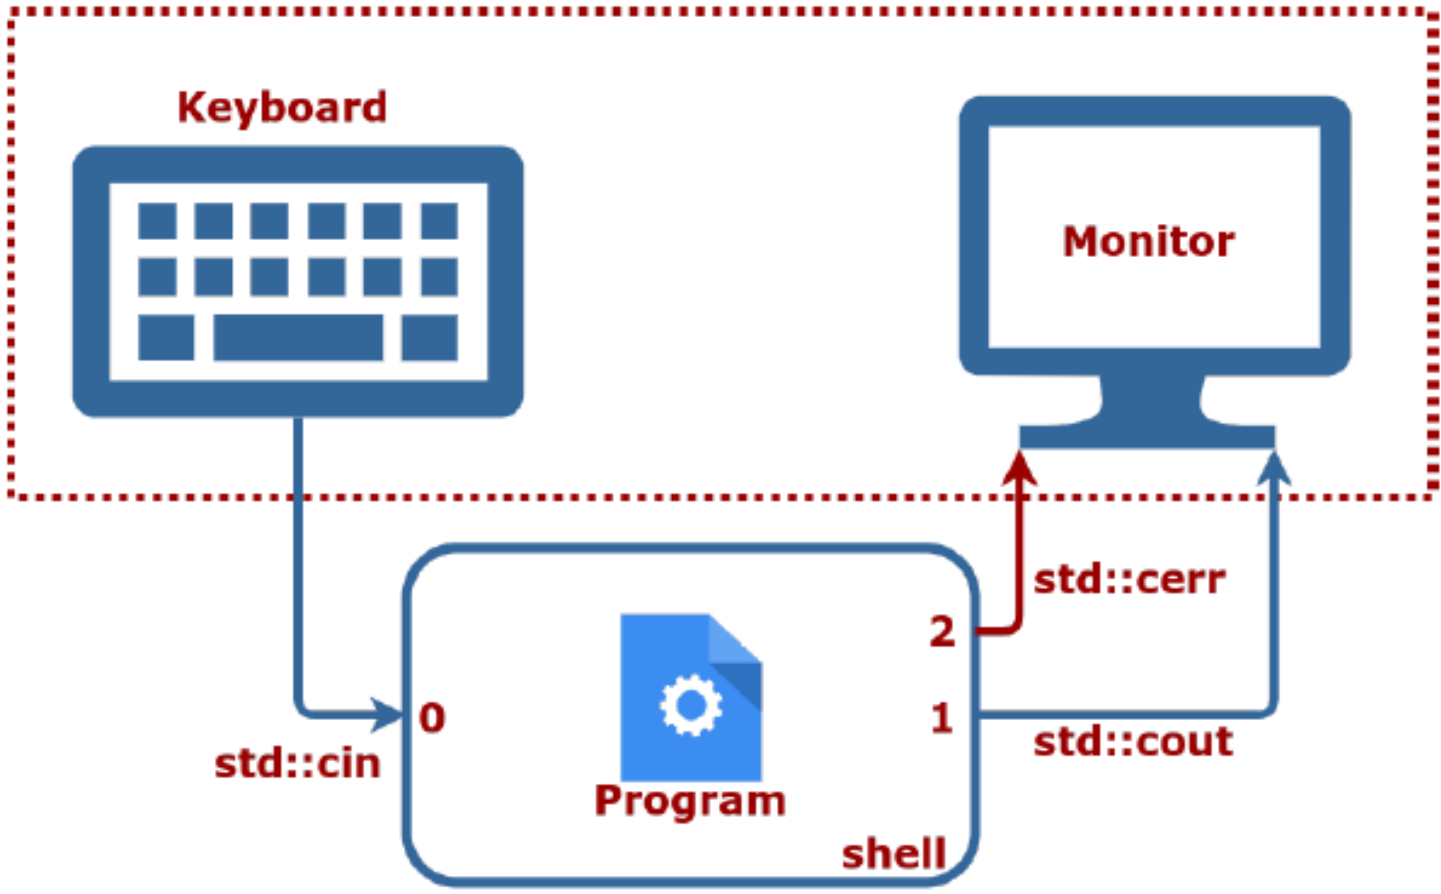 Keyboard
Monitor
std::cerr
2
0
1
std::cout
std::cin
Program
shell